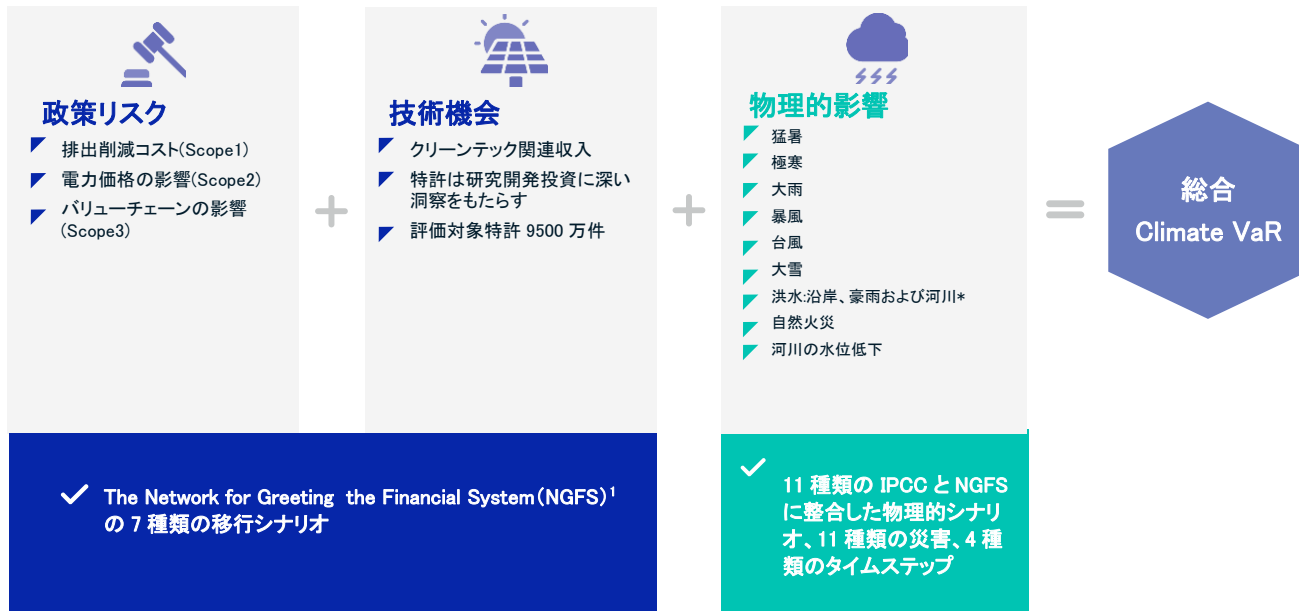 政策リスク
排出削減コスト(Scope1)
電力価格の影響(Scope2)
バリューチェーンの影響
(Scope3)
+
技術機会
クリーンテック関連収入
特許は研究開発投資に深い
洞察をもたらす
評価対象特許 9500 万件
+
物理的影響
猛暑
極寒
大雨
暴風
台風
大雪
洪水:沿岸、豪雨および河川*
自然火災
河川の水位低下
=
総合
Climate VaR
The Network for Greeting the Financial System(NGFS)¹
の 7 種類の移行シナリオ
11 種類の IPCC と NGFS
に整合した物理的シナリ
オ、11 種類の災害、4 種
類のタイムステップ